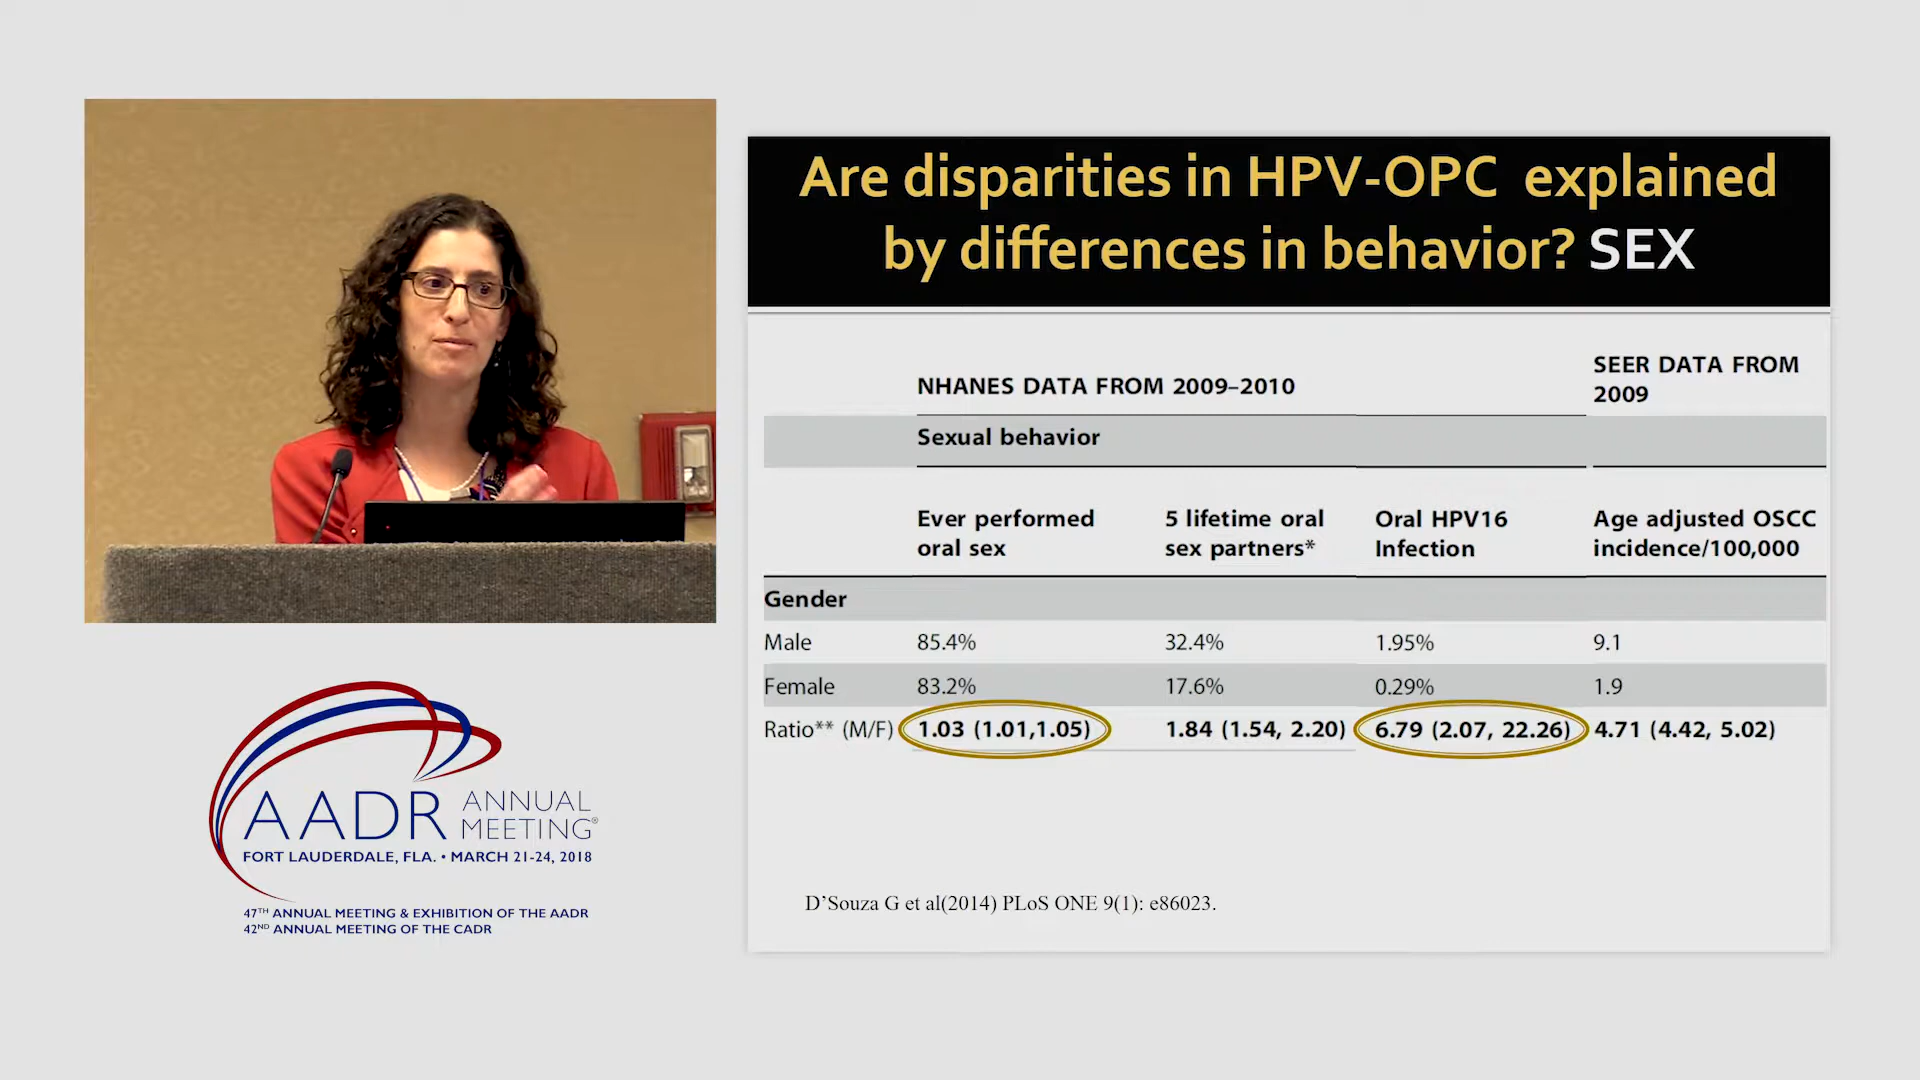 Are disparities in HPV-OPC explained
by differences in behavior? SEX
NHANES DATA FROM 2009–2010
SEER DATA FROM
2009
Sexual behavior
Ever performed
oral sex
5 lifetime oral
sex partners*
Oral HPV16
Infection
Age adjusted OSCC
incidence/100,000
Gender
Male 85.4% 32.4% 1.95% 9.1
Female 83.2% 17.6% 0.29% 1.9
Ratio** (M/F) 1.03 (1.01,1.05) 1.84 (1.54, 2.20) 6.79 (2.07, 22.26) 4.71 (4.42, 5.02)
D'Souza G et al(2014) PLoS ONE 9(1): e86023.
AADR ANNUAL
MEETING®
FORT LAUDERDALE, FLA. • MARCH 21-24, 2018
47TH ANNUAL MEETING & EXHIBITION OF THE AADR
42ND ANNUAL MEETING OF THE CADR